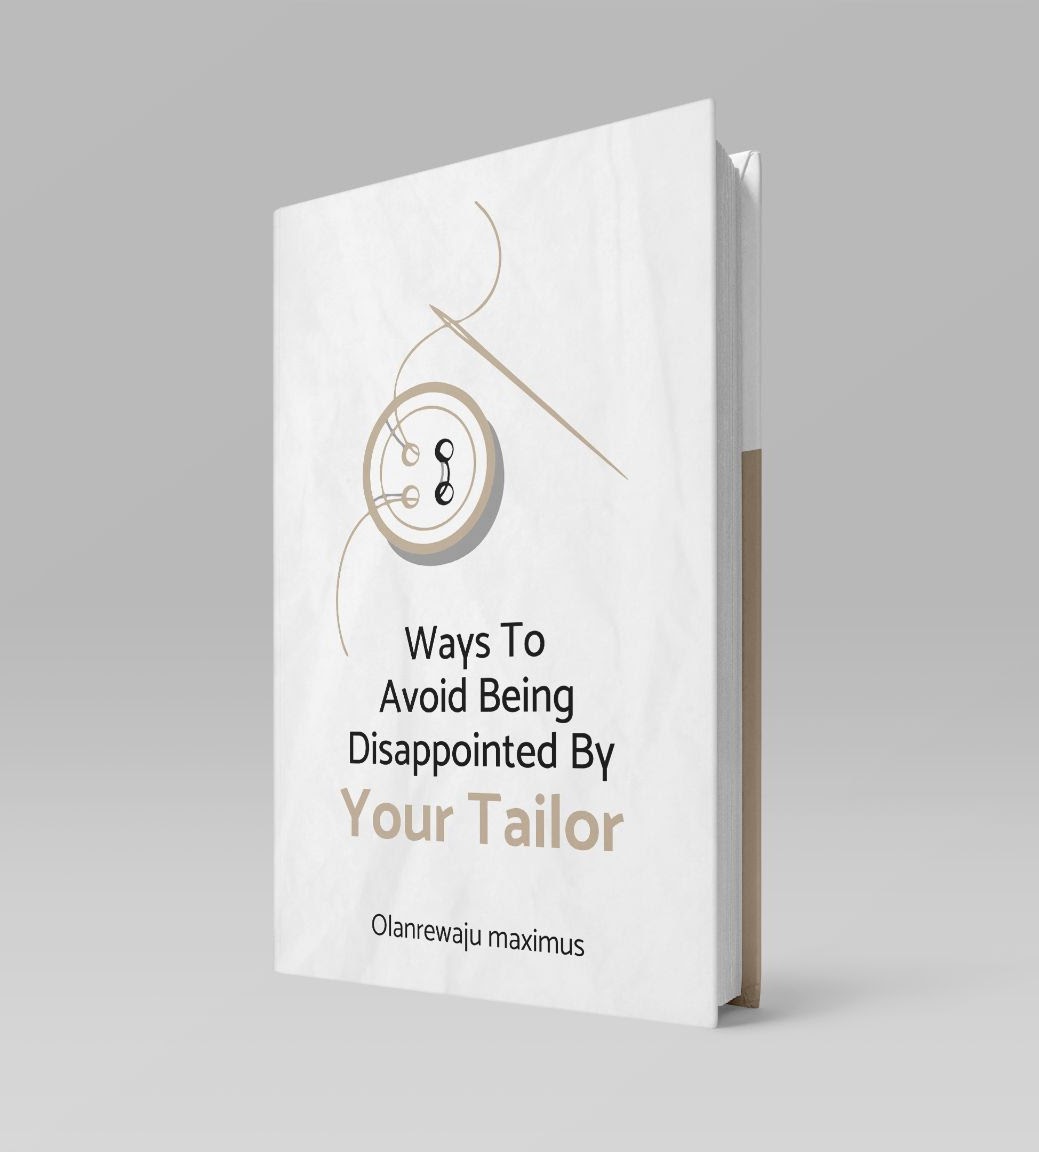 Ways To
Avoid Being
Disappointed By
Your Tailor
Olanrewaju maximus